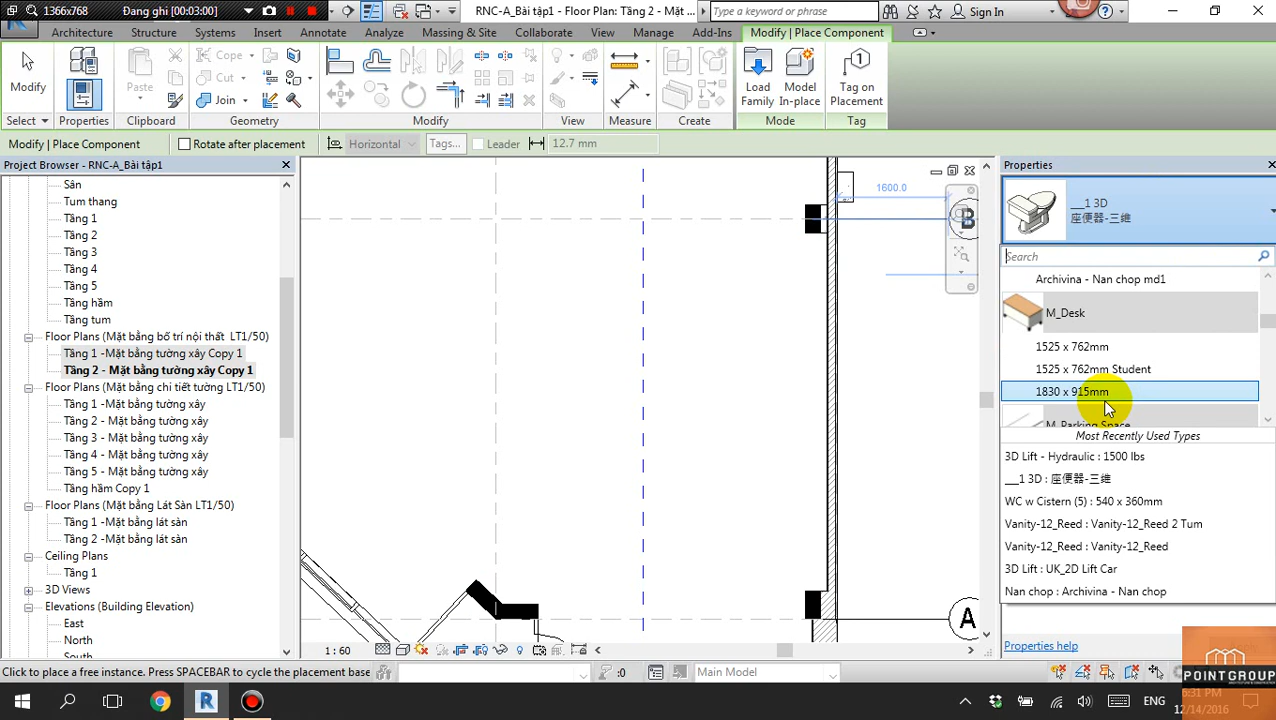 1366x768
Đang ghi [00:03:00]
RNC-A_Bài tập1 - Floor Plan: Tầng 2 - Mặt ...
Type a keyword or phrase
Sign In
Architecture
Structure
Systems
Insert
Annotate
Analyze
Massing & Site
Collaborate
View
Manage
Add-Ins
Modify | Place Component
Modify
Paste
Cope
Cut
Join
Load Family
Model In-place
Tag on Placement
Select
Properties
Clipboard
Geometry
Modify
View
Measure
Create
Mode
Tag
Modify | Place Component
Rotate after placement
Horizontal
Tags...
Leader
12.7 mm
Project Browser - RNC-A_Bài tập1
Sân
Tum thang
Tầng 1
Tầng 2
Tầng 3
Tầng 4
Tầng 5
Tầng hầm
Tầng tum
Floor Plans (Mặt bằng bố trí nội thất LT1/50)
Tầng 1 -Mặt bằng tường xây Copy 1
Tầng 2 - Mặt bằng tường xây Copy 1
Floor Plans (Mặt bằng chi tiết tường LT1/50)
Tầng 1 -Mặt bằng tường xây
Tầng 2 - Mặt bằng tường xây
Tầng 3 - Mặt bằng tường xây
Tầng 4 - Mặt bằng tường xây
Tầng 5 - Mặt bằng tường xây
Tầng hầm Copy 1
Floor Plans (Mặt bằng Lát Sàn LT1/50)
Tầng 1 -Mặt bằng lát sàn
Tầng 2 -Mặt bằng lát sàn
Ceiling Plans
Tầng 1
3D Views
Elevations (Building Elevation)
East
North
South
1600.0
B
A
Properties
__1 3D
座便器-三维
Search
Archivina - Nan chop md1
M_Desk
1525 x 762mm
1525 x 762mm Student
1830 x 915mm
M_Parking Space
Most Recently Used Types
3D Lift - Hydraulic : 1500 lbs
__1 3D : 座便器-三维
WC w Cistern (5) : 540 x 360mm
Vanity-12_Reed : Vanity-12_Reed 2 Tum
Vanity-12_Reed : Vanity-12_Reed
3D Lift : UK_2D Lift Car
Nan chop : Archivina - Nan chop
Properties help
1 : 60
Click to place a free instance. Press SPACEBAR to cycle the placement base
:0
Main Model
POINTGROUP
ENG
5:31 PM
12/14/2016